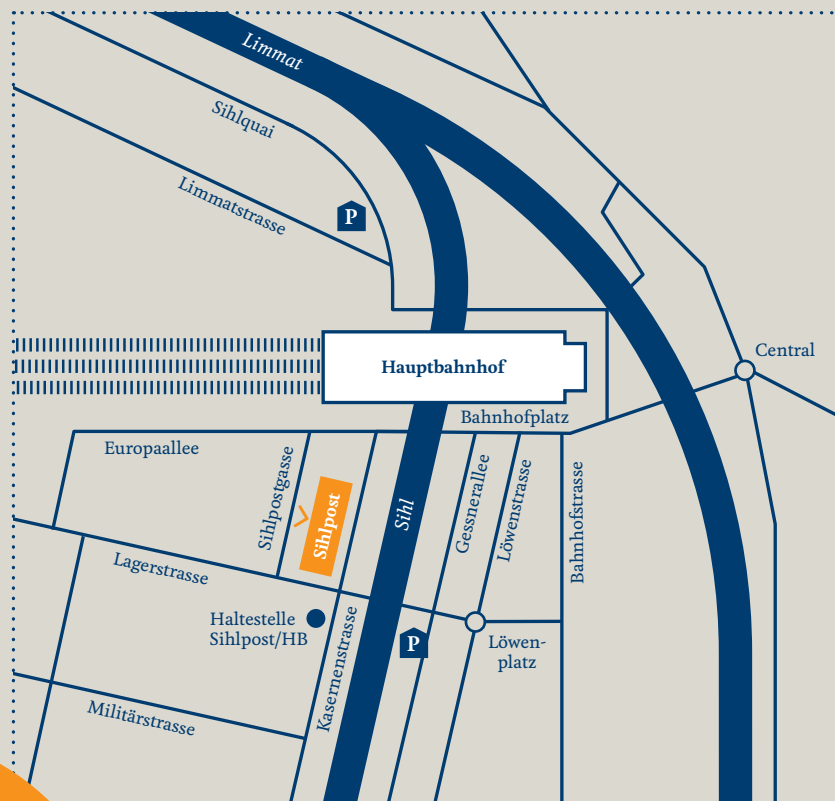 Limmat
Sihlquai
Limmatstrasse
P
Central
Hauptbahnhof
Bahnhofplatz
Europaallee
Sihlpostgasse
Sihlpost
Sihl
Gessnerallee
Löwenstrasse
Bahnhofstrasse
Lagerstrasse
Haltestelle
Sihlpost/HB
Kasernenstrasse
P
Löwen-
platz
Militärstrasse